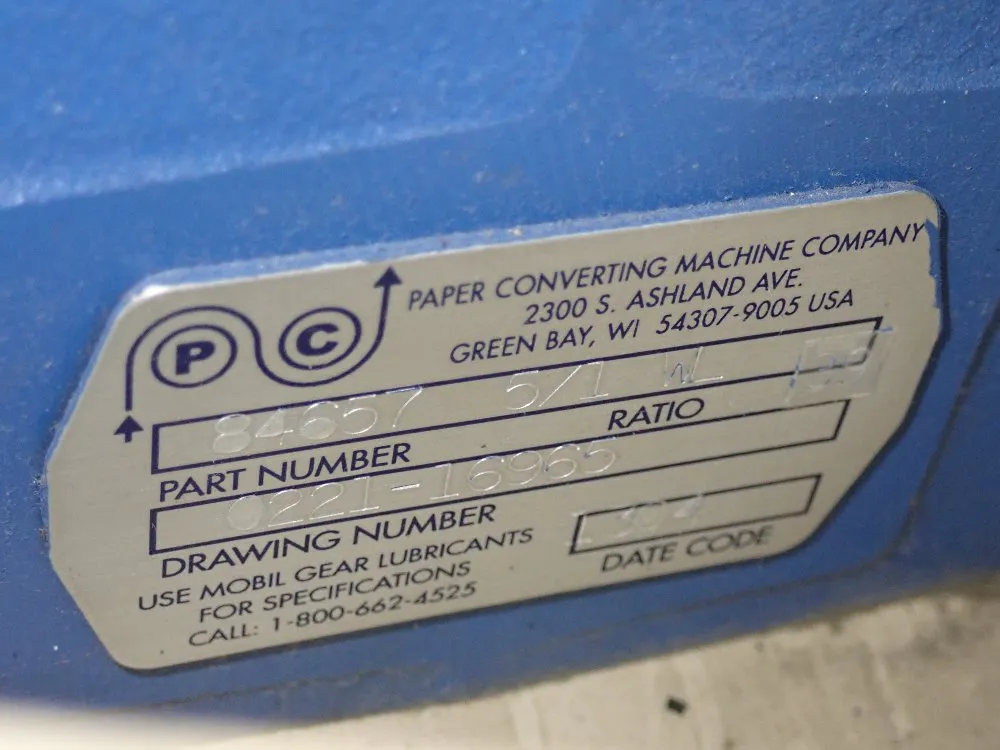 P C
PAPER CONVERTING MACHINE COMPANY
2300 S. ASHLAND AVE.
GREEN BAY, WI 54307-9005 USA
84657 5/1 WL
PART NUMBER RATIO
0221-16965
DRAWING NUMBER
DATE CODE
USE MOBIL GEAR LUBRICANTS
FOR SPECIFICATIONS
CALL: 1-800-662-4525